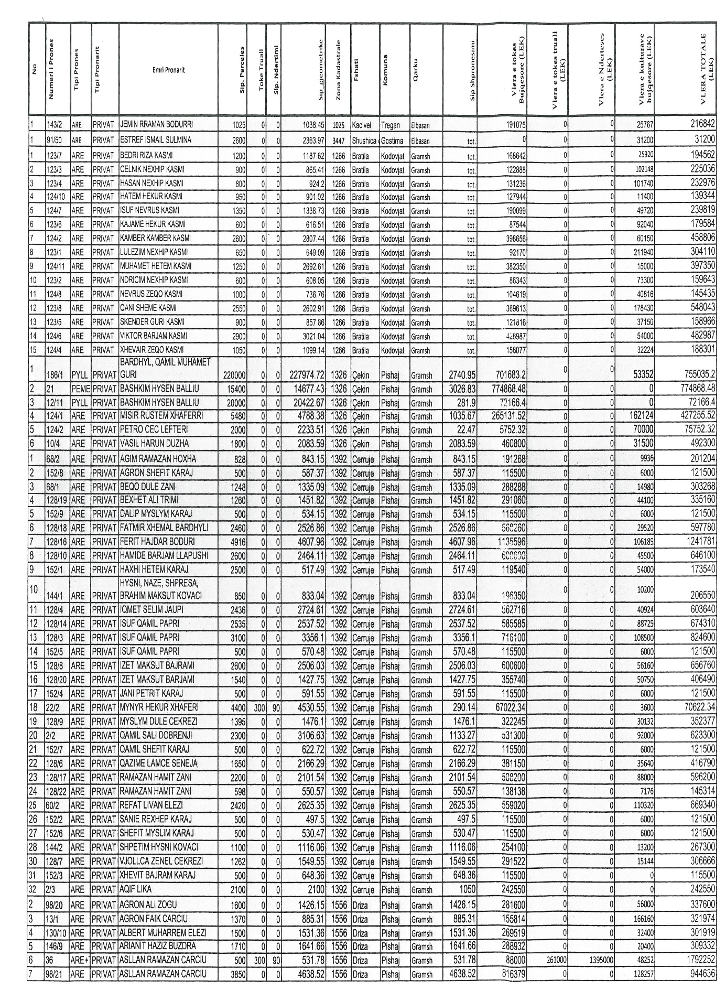 No Numeri I Prones Tipi Prones Tipi Pronarit Emri Pronarit Sip. Parceles Toke Truall Sip. Ndertimi Sip_gjeometrike Zona Kadastrale Fshati Komuna Qarku Sip Shpronesimi Vlera e tokes Bujqesore (LEK) Vlera e tokes truall (LEK) Vlera e Nderteses (LEK) Vlera e kulturave bujqesore (LEK) VLERA TOTALE (LEK)
1 143/2 ARE PRIVAT JEMIN RRAMAN BODURRI 1025 0 0 1038.45 1025 Kacivel Tregan Elbasan 191075 0 0 25767 216842
1 91/50 ARE PRIVAT ESTREF ISMAIL SULMINA 2600 0 0 2363.97 3447 Shushica Gostima Elbasan tot. 0 0 0 31200 31200
1 123/7 ARE PRIVAT BEDRI RIZA KASMI 1200 0 0 1187.62 1266 Bratila Kodovjat Gramsh tot. 168642 0 0 25920 194562
2 123/3 ARE PRIVAT CELNIK NEXHIP KASMI 900 0 0 865.41 1266 Bratila Kodovjat Gramsh tot. 122888 0 0 102148 225036
3 123/4 ARE PRIVAT HASAN NEXHIP KASMI 800 0 0 924.2 1266 Bratila Kodovjat Gramsh tot. 131236 0 0 101740 232976
4 124/10 ARE PRIVAT HATEM HEKUR KASMI 950 0 0 901.02 1266 Bratila Kodovjat Gramsh tot. 127944 0 0 11400 139344
5 124/7 ARE PRIVAT ISUF NEVRUS KASMI 1350 0 0 1338.73 1266 Bratila Kodovjat Gramsh tot. 190099 0 0 49720 239819
6 123/6 ARE PRIVAT KAJAME HEKUR KASMI 600 0 0 616.51 1266 Bratila Kodovjat Gramsh tot. 87544 0 0 92040 179584
7 124/2 ARE PRIVAT KAMBER KAMBER KASMI 2600 0 0 2807.44 1266 Bratila Kodovjat Gramsh tot. 398656 0 0 60150 458806
8 123/1 ARE PRIVAT LULEZIM NEXHIP KASMI 650 0 0 649.09 1266 Bratila Kodovjat Gramsh tot. 92170 0 0 211940 304110
9 124/11 ARE PRIVAT MUHAMET HETEM KASMI 1250 0 0 2692.61 1266 Bratila Kodovjat Gramsh tot. 382350 0 0 15000 397350
10 123/2 ARE PRIVAT NDRICIM NEXHIP KASMI 600 0 0 608.05 1266 Bratila Kodovjat Gramsh tot. 86343 0 0 73300 159643
11 124/8 ARE PRIVAT NEVRUS ZEQO KASMI 1000 0 0 736.76 1266 Bratila Kodovjat Gramsh tot. 104619 0 0 40816 145435
12 123/8 ARE PRIVAT QANI SHEME KASMI 2550 0 0 2602.91 1266 Bratila Kodovjat Gramsh tot. 369613 0 0 178430 548043
13 123/5 ARE PRIVAT SKENDER GURI KASMI 900 0 0 857.86 1266 Bratila Kodovjat Gramsh tot. 121816 0 0 37150 158966
14 124/6 ARE PRIVAT VIKTOR BARJAM KASMI 2900 0 0 3021.04 1266 Bratila Kodovjat Gramsh tot. 428987 0 0 54000 482987
15 124/4 ARE PRIVAT XHEVAIR ZEQO KASMI 1050 0 0 1099.14 1266 Bratila Kodovjat Gramsh tot. 156077 0 0 32224 188301
BARDHYL, QAMIL MUHAMET
1 186/1 PYLL PRIVAT GURI 220000 0 0 227974.72 1326 Çekin Pishaj Gramsh 2740.95 701683.2 0 0 53352 755035.2
2 21 PEME PRIVAT BASHKIM HYSEN BALLIU 15400 0 0 14677.43 1326 Çekin Pishaj Gramsh 3026.83 774868.48 0 0 0 774868.48
3 12/11 PYLL PRIVAT BASHKIM HYSEN BALLIU 20000 0 0 20422.67 1326 Çekin Pishaj Gramsh 281.9 72166.4 0 0 0 72166.4
4 124/1 ARE PRIVAT MISIR RUSTEM XHAFERRI 5480 0 0 4788.38 1326 Çekin Pishaj Gramsh 1035.67 265131.52 0 0 162124 427255.52
5 124/2 ARE PRIVAT PETRO CEC LEFTERI 2000 0 0 2233.51 1326 Çekin Pishaj Gramsh 22.47 5752.32 0 0 70000 75752.32
6 10/4 ARE PRIVAT VASIL HARUN DUZHA 1800 0 0 2083.59 1326 Çekin Pishaj Gramsh 2083.59 460800 0 0 31500 492300
1 68/2 ARE PRIVAT AGIM RAMAZAN HOXHA 828 0 0 843.15 1392 Cerruje Pishaj Gramsh 843.15 191268 0 0 9936 201204
2 152/8 ARE PRIVAT AGRON SHEFIT KARAJ 500 0 0 587.37 1392 Cerruje Pishaj Gramsh 587.37 115500 0 0 6000 121500
3 68/1 ARE PRIVAT BEQO DULE ZANI 1248 0 0 1335.09 1392 Cerruje Pishaj Gramsh 1335.09 288288 0 0 14980 303268
4 128/19 ARE PRIVAT BEXHET ALI TRIMI 1260 0 0 1451.82 1392 Cerruje Pishaj Gramsh 1451.82 291060 0 0 44100 335160
5 152/9 ARE PRIVAT DALIP MYSLYM KARAJ 500 0 0 534.15 1392 Cerruje Pishaj Gramsh 534.15 115500 0 0 6000 121500
6 128/18 ARE PRIVAT FATMIR XHEMAL BARDHYLI 2460 0 0 2526.86 1392 Cerruje Pishaj Gramsh 2526.86 568260 0 0 29520 597780
7 128/16 ARE PRIVAT FERIT HAJDAR BODURI 4916 0 0 4607.96 1392 Cerruje Pishaj Gramsh 4607.96 1135596 0 0 106185 1241781
8 128/10 ARE PRIVAT HAMIDE BARJAM LLAPUSHI 2600 0 0 2464.11 1392 Cerruje Pishaj Gramsh 2464.11 600600 0 0 45500 646100
9 152/1 ARE PRIVAT HAXHI HETEM KARAJ 2500 0 0 517.49 1392 Cerruje Pishaj Gramsh 517.49 119540 0 0 54000 173540
HYSNI, NAZE, SHPRESA,
10 144/1 ARE PRIVAT BRAHIM MAKSUT KOVACI 850 0 0 833.04 1392 Cerruje Pishaj Gramsh 833.04 196350 0 0 10200 206550
11 128/4 ARE PRIVAT IQMET SELIM JAUPI 2436 0 0 2724.61 1392 Cerruje Pishaj Gramsh 2724.61 562716 0 0 40924 603640
12 128/14 ARE PRIVAT ISUF QAMIL PAPRI 2535 0 0 2537.52 1392 Cerruje Pishaj Gramsh 2537.52 585585 0 0 88725 674310
13 128/3 ARE PRIVAT ISUF QAMIL PAPRI 3100 0 0 3356.1 1392 Cerruje Pishaj Gramsh 3356.1 716100 0 0 108500 824600
14 152/5 ARE PRIVAT ISUF QAMIL PAPRI 500 0 0 570.48 1392 Cerruje Pishaj Gramsh 570.48 115500 0 0 6000 121500
15 128/8 ARE PRIVAT IZET MAKSUT BAJRAMI 2600 0 0 2506.03 1392 Cerruje Pishaj Gramsh 2506.03 600600 0 0 56160 656760
16 128/20 ARE PRIVAT IZET MAKSUT BARJAMI 1540 0 0 1427.75 1392 Cerruje Pishaj Gramsh 1427.75 355740 0 0 50750 406490
17 152/4 ARE PRIVAT JANI PETRIT KARAJ 500 0 0 591.55 1392 Cerruje Pishaj Gramsh 591.55 115500 0 0 6000 121500
18 22/2 ARE PRIVAT MYNYR HEKUR XHAFERI 4400 300 90 4530.55 1392 Cerruje Pishaj Gramsh 290.14 67022.34 0 0 3600 70622.34
19 128/9 ARE PRIVAT MYSLYM DULE CEKREZI 1395 0 0 1476.1 1392 Cerruje Pishaj Gramsh 1476.1 322245 0 0 30132 352377
20 2/2 ARE PRIVAT QAMIL SALI DOBRENJI 2300 0 0 3106.63 1392 Cerruje Pishaj Gramsh 1133.27 531300 0 0 92000 623300
21 152/7 ARE PRIVAT QAMIL SHEFIT KARAJ 500 0 0 622.72 1392 Cerruje Pishaj Gramsh 622.72 115500 0 0 6000 121500
22 128/6 ARE PRIVAT QAZIME LAMCE SENEJA 1650 0 0 2166.29 1392 Cerruje Pishaj Gramsh 2166.29 381150 0 0 35640 416790
23 128/17 ARE PRIVAT RAMAZAN HAMIT ZANI 2200 0 0 2101.54 1392 Cerruje Pishaj Gramsh 2101.54 508200 0 0 88000 596200
24 128/22 ARE PRIVAT RAMAZAN HAMIT ZANI 598 0 0 550.57 1392 Cerruje Pishaj Gramsh 550.57 138138 0 0 7176 145314
25 60/2 ARE PRIVAT REFAT LIVAN ELEZI 2420 0 0 2625.35 1392 Cerruje Pishaj Gramsh 2625.35 559020 0 0 110320 669340
26 152/2 ARE PRIVAT SANIE REXHEP KARAJ 500 0 0 497.5 1392 Cerruje Pishaj Gramsh 497.5 115500 0 0 6000 121500
27 152/6 ARE PRIVAT SHEFIT MYSLIM KARAJ 500 0 0 530.47 1392 Cerruje Pishaj Gramsh 530.47 115500 0 0 6000 121500
28 144/2 ARE PRIVAT SHPETIM HYSNI KOVACI 1100 0 0 1116.06 1392 Cerruje Pishaj Gramsh 1116.06 254100 0 0 13200 267300
30 128/7 ARE PRIVAT VJOLLCA ZENEL CEKREZI 1262 0 0 1549.55 1392 Cerruje Pishaj Gramsh 1549.55 291522 0 0 15144 306666
31 152/3 ARE PRIVAT XHEVIT BAJRAM KARAJ 500 0 0 648.36 1392 Cerruje Pishaj Gramsh 648.36 115500 0 0 0 115500
32 2/3 ARE PRIVAT AQIF LIKA 2100 0 0 2100 1392 Cerruje Pishaj Gramsh 1050 242550 0 0 0 242550
2 98/20 ARE PRIVAT AGRON ALI ZOGU 1600 0 0 1426.15 1556 Driza Pishaj Gramsh 1426.15 281600 0 0 56000 337600
3 13/1 ARE PRIVAT AGRON FAIK CARCIU 1370 0 0 885.31 1556 Driza Pishaj Gramsh 885.31 155814 0 0 166160 321974
4 130/10 ARE PRIVAT ALBERT MUHARREM ELEZI 1500 0 0 1531.36 1556 Driza Pishaj Gramsh 1531.36 269519 0 0 32400 301919
5 146/9 ARE PRIVAT ARIANIT HAZIZ BUZDRA 1710 0 0 1641.66 1556 Driza Pishaj Gramsh 1641.66 288932 0 0 20400 309332
6 36 ARE+ PRIVAT ASLLAN RAMAZAN CARCIU 500 300 90 531.78 1556 Driza Pishaj Gramsh 531.78 88000 261000 1395000 48252 1792252
7 98/21 ARE PRIVAT ASLLAN RAMAZAN CARCIU 3850 0 0 4638.52 1556 Driza Pishaj Gramsh 4638.52 816379 0 0 128257 944636